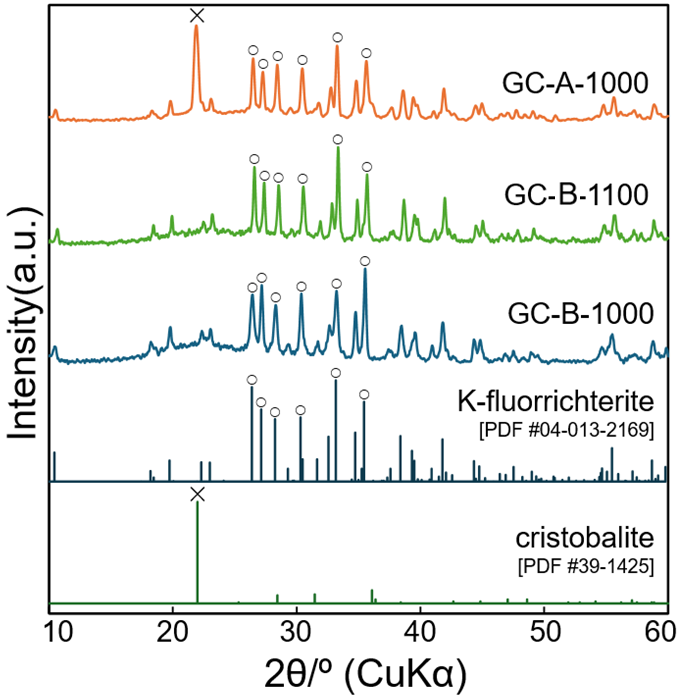 GC-A-1000
GC-B-1100
GC-B-1000
K-fluorrichterite
[PDF #04-013-2169]
cristobalite
[PDF #39-1425]
Intensity(a.u.)
10 20 30 40 50 60
2θ/º (CuKα)